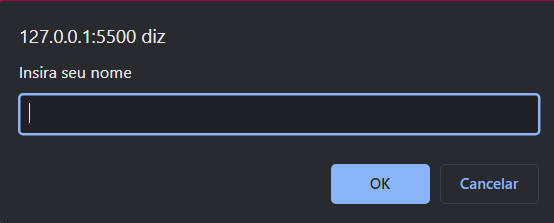 127.0.0.1:5500 diz
Insira seu nome
OK Cancelar